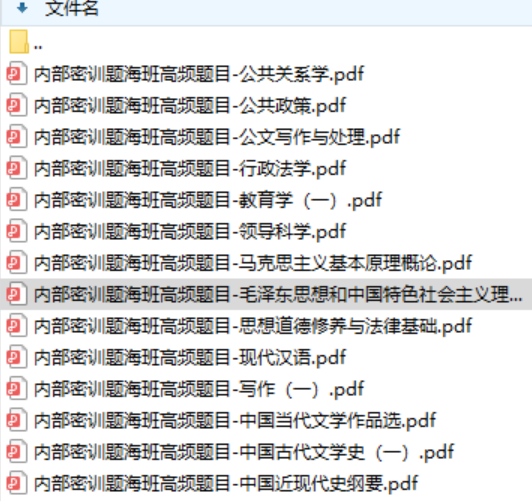 文件名
..
内部密训题海班高频题目-公共关系学.pdf
内部密训题海班高频题目-公共政策.pdf
内部密训题海班高频题目-公文写作与处理.pdf
内部密训题海班高频题目-行政法学.pdf
内部密训题海班高频题目-教育学（一）.pdf
内部密训题海班高频题目-领导科学.pdf
内部密训题海班高频题目-马克思主义基本原理概论.pdf
内部密训题海班高频题目-毛泽东思想和中国特色社会主义理...
内部密训题海班高频题目-思想道德修养与法律基础.pdf
内部密训题海班高频题目-现代汉语.pdf
内部密训题海班高频题目-写作（一）.pdf
内部密训题海班高频题目-中国当代文学作品选.pdf
内部密训题海班高频题目-中国古代文学史（一）.pdf
内部密训题海班高频题目-中国近现代史纲要.pdf